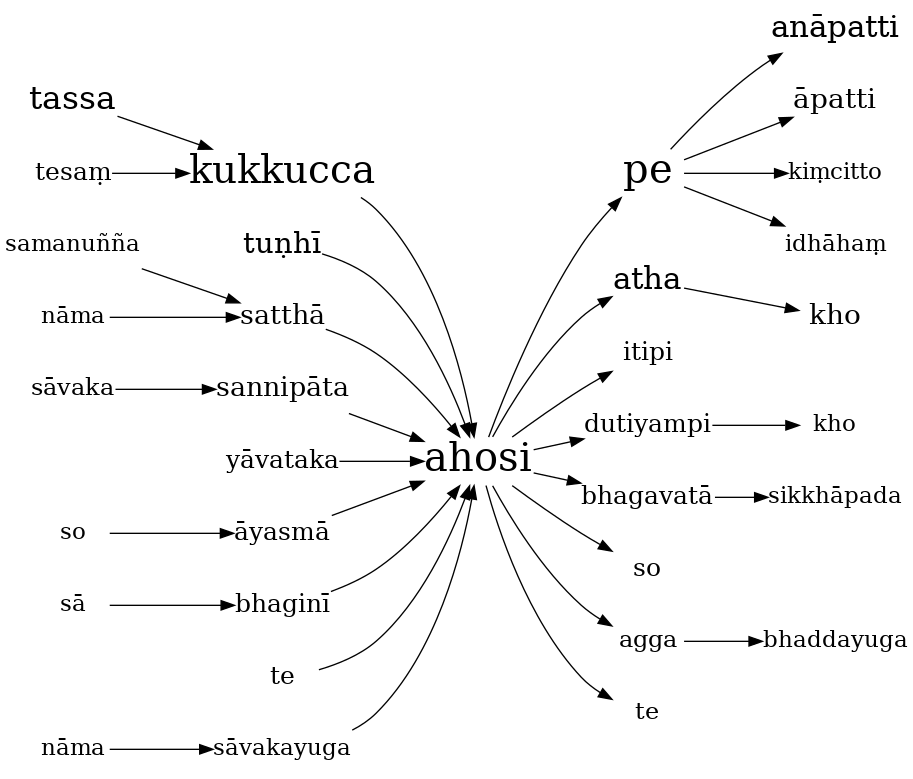 anāpatti
tassa
āpatti
tesaṃ
kukkucca
pe
kiṃcitto
samanuñña
tuṇhī
idhāhaṃ
atha
nāma
satthā
kho
itipi
sāvaka
sannipāta
dutiyampi
kho
yāvataka
ahosi
bhagavatā
sikkhāpada
so
āyasmā
so
sā
bhaginī
agga
bhaddayuga
te
te
nāma
sāvakayuga